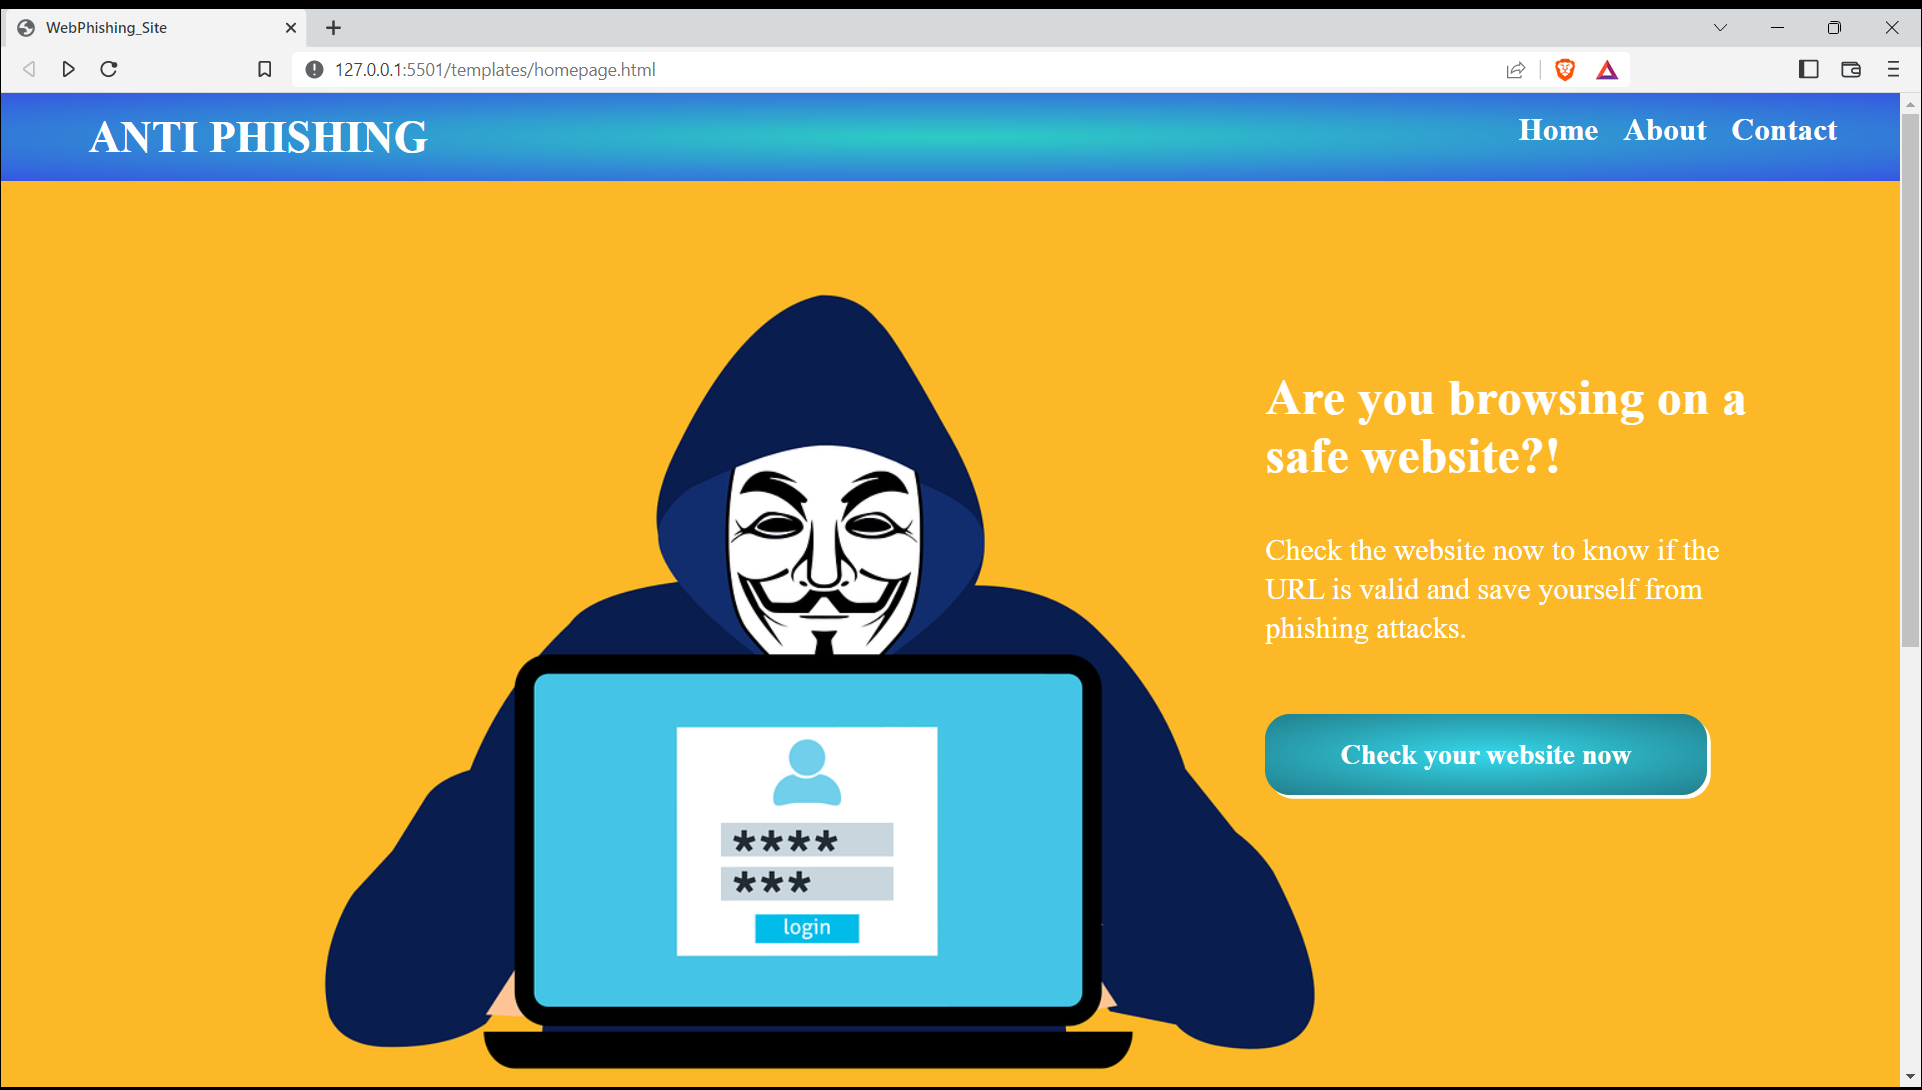 WebPhishing_Site
127.0.0.1:5501/templates/homepage.html
ANTI PHISHING
Home About Contact
Are you browsing on a
safe website?!
Check the website now to know if the
URL is valid and save yourself from
phishing attacks.
Check your website now
****
***
login